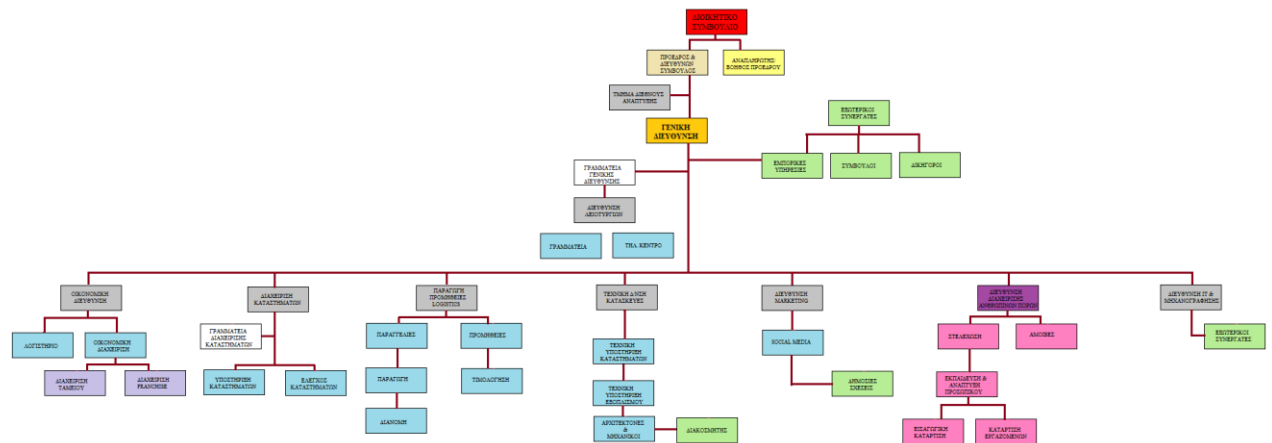 ΔΙΟΙΚΗΤΙΚΟ
ΣΥΜΒΟΥΛΙΟ
ΠΡΟΕΔΡΟΣ &
ΔΙΕΥΘΥΝΩΝ
ΣΥΜΒΟΥΛΟΣ
ΑΝΑΠΛΗΡΩΤΗΣ-
ΒΟΗΘΟΣ ΠΡΟΕΔΡΟΥ
ΤΜΗΜΑ ΔΙΕΘΝΟΥΣ
ΑΝΑΠΤΥΞΗΣ
ΓΕΝΙΚΗ
ΔΙΕΥΘΥΝΣΗ
ΕΞΩΤΕΡΙΚΟΙ
ΣΥΝΕΡΓΑΤΕΣ
ΕΜΠΟΡΙΚΕΣ
ΥΠΗΡΕΣΙΕΣ
ΣΥΜΒΟΥΛΟΙ
ΔΙΚΗΓΟΡΟΙ
ΓΡΑΜΜΑΤΕΙΑ
ΓΕΝΙΚΗΣ
ΔΙΕΥΘΥΝΣΗΣ
ΔΙΕΥΘΥΝΣΗ
ΛΕΙΤΟΥΡΓΙΩΝ
ΓΡΑΜΜΑΤΕΙΑ
ΤΗΛ. ΚΕΝΤΡΟ
ΟΙΚΟΝΟΜΙΚΗ
ΔΙΕΥΘΥΝΣΗ
ΔΙΑΧΕΙΡΙΣΗ
ΚΑΤΑΣΤΗΜΑΤΩΝ
ΠΑΡΑΓΩΓΗ
ΠΡΟΜΗΘΕΙΕΣ
LOGISTICS
ΤΕΧΝΙΚΗ Δ/ΝΣΗ
ΚΑΤΑΣΚΕΥΕΣ
ΔΙΕΥΘΥΝΣΗ
MARKETING
ΔΙΕΥΘΥΝΣΗ
ΔΙΑΧΕΙΡΙΣΗΣ
ΑΝΘΡΩΠΙΝΩΝ ΠΟΡΩΝ
ΔΙΕΥΘΥΝΣΗ IT &
ΜΗΧΑΝΟΓΡΑΦΗΣΗΣ
ΛΟΓΙΣΤΗΡΙΟ
ΟΙΚΟΝΟΜΙΚΗ
ΔΙΑΧΕΙΡΙΣΗ
ΓΡΑΜΜΑΤΕΙΑ
ΔΙΑΧΕΙΡΙΣΗΣ
ΚΑΤΑΣΤΗΜΑΤΩΝ
ΠΑΡΑΓΓΕΛΙΕΣ
ΠΡΟΜΗΘΕΙΕΣ
ΤΕΧΝΙΚΗ
ΥΠΟΣΤΗΡΙΞΗ
ΚΑΤΑΣΤΗΜΑΤΩΝ
SOCIAL MEDIA
ΣΤΕΛΕΧΩΣΗ
ΑΜΟΙΒΕΣ
ΕΞΩΤΕΡΙΚΟΙ
ΣΥΝΕΡΓΑΤΕΣ
ΔΙΑΧΕΙΡΙΣΗ
ΤΑΜΕΙΟΥ
ΔΙΑΧΕΙΡΙΣΗ
FRANCHISE
ΥΠΟΣΤΗΡΙΞΗ
ΚΑΤΑΣΤΗΜΑΤΩΝ
ΕΛΕΓΧΟΣ
ΚΑΤΑΣΤΗΜΑΤΩΝ
ΠΑΡΑΓΩΓΗ
ΤΙΜΟΛΟΓΗΣΗ
ΤΕΧΝΙΚΗ
ΥΠΟΣΤΗΡΙΞΗ
ΕΞΟΠΛΙΣΜΟΥ
ΔΗΜΟΣΙΕΣ
ΣΧΕΣΕΙΣ
ΕΚΠΑΙΔΕΥΣΗ &
ΑΝΑΠΤΥΞΗ
ΠΡΟΣΩΠΙΚΟΥ
ΔΙΑΝΟΜΗ
ΑΡΧΙΤΕΚΤΟΝΕΣ
&
ΜΗΧΑΝΙΚΟΙ
ΔΙΑΚΟΣΜΗΤΗΣ
ΕΙΣΑΓΩΓΙΚΗ
ΚΑΤΑΡΤΙΣΗ
ΚΑΤΑΡΤΙΣΗ
ΕΡΓΑΖΟΜΕΝΩΝ